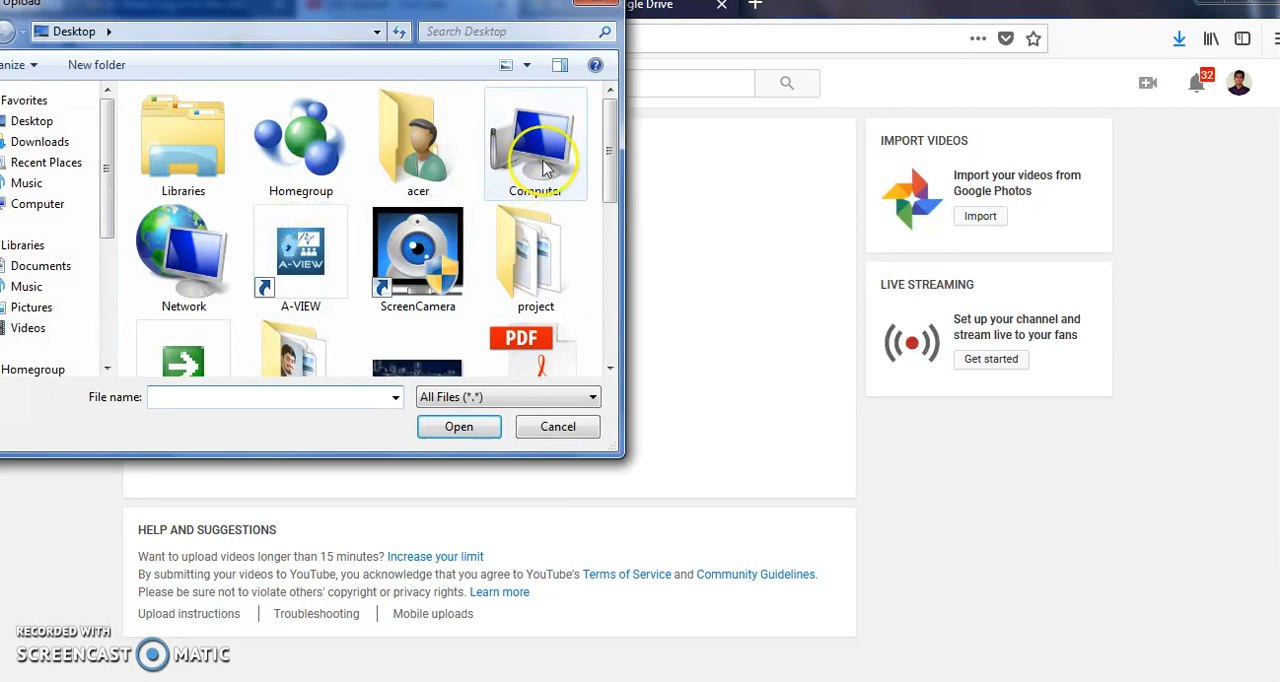 Upload
gle Drive
Desktop
Search Desktop
anize
New folder
Favorites
Desktop
Downloads
Recent Places
Music
Computer
Libraries
Documents
Music
Pictures
Videos
Homegroup
Libraries
Homegroup
acer
Computer
Network
A-VIEW
A-VIEW
ScreenCamera
project
PDF
File name:
All Files (*.*)
Open
Cancel
32
IMPORT VIDEOS
Import your videos from
Google Photos
Import
LIVE STREAMING
Set up your channel and
stream live to your fans
Get started
HELP AND SUGGESTIONS
Want to upload videos longer than 15 minutes? Increase your limit
By submitting your videos to YouTube, you acknowledge that you agree to YouTube's Terms of Service and Community Guidelines.
Please be sure not to violate others' copyright or privacy rights. Learn more
Upload instructions
Troubleshooting
Mobile uploads
RECORDED WITH
SCREENCAST MATIC